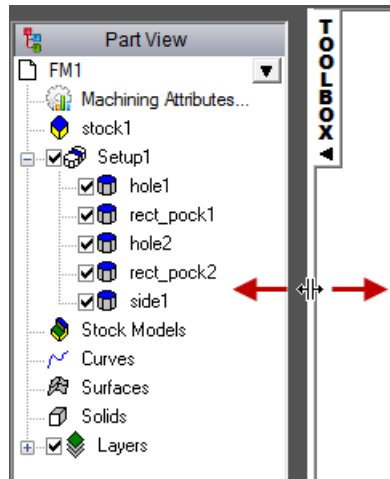 Part View
FM1
Machining Attributes...
stock1
Setup1
hole1
rect_pock1
hole2
rect_pock2
side1
Stock Models
Curves
Surfaces
Solids
Layers
TOOLBOX